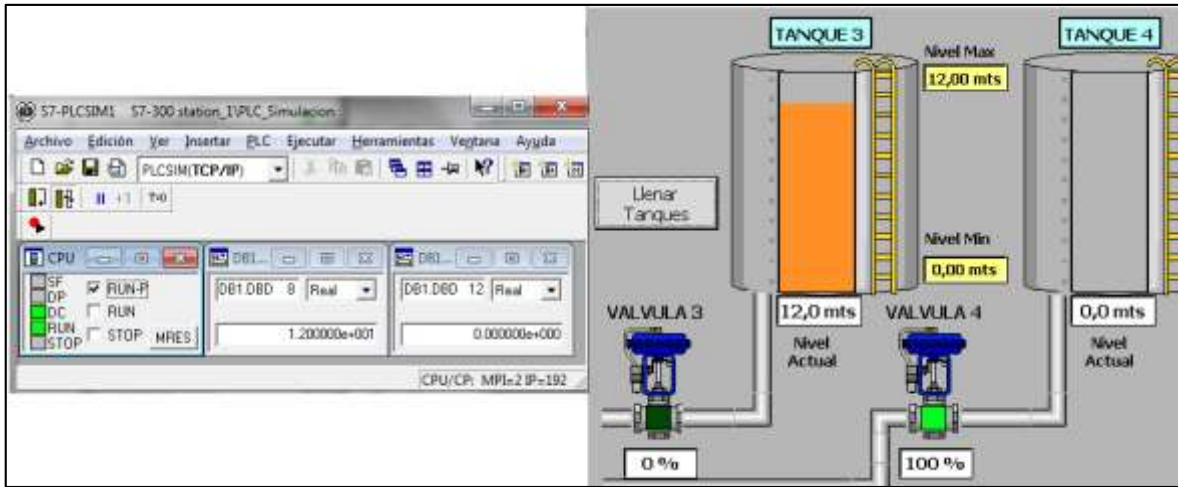 S7-PLCSIM1 S7-300 station_1\PLC_Simulacion
Archivo Edición Ver Insertar PLC Ejecutar Herramientas Ventana Ayuda
PLCSIM(TCP/IP)
+1 T=0
CPU
SF
DP
DC
RUN
STOP
RUN-P
RUN
STOP
MRES
DB1...
DB1.DBD 8 Real
1.200000e+001
DB1...
DB1.DBD 12 Real
0.000000e+000
CPU/CP: MPI=2 IP=192
TANQUE 3
Nivel Max
12,00 mts
TANQUE 4
Llenar
Tanques
Nivel Min
0,00 mts
VALVULA 3
12,0 mts
Nivel
Actual
VALVULA 4
0,0 mts
Nivel
Actual
0 %
100 %